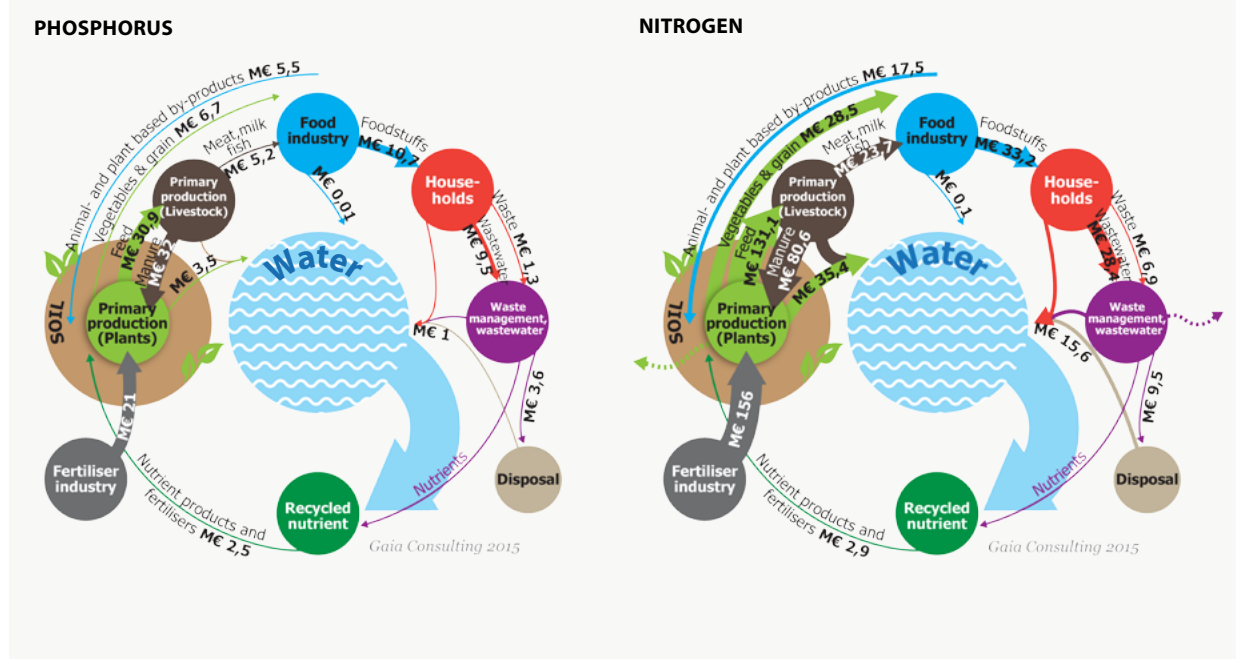 PHOSPHORUS
Animal- and plant based by-products M€ 5,5
Vegetables & grain M€ 6,7
Meat,milk
fish
M€ 5,2
Food
industry
Foodstuffs
M€ 10,7
M€ 0,01
Primary
production
(Livestock)
House-
holds
Waste M€ 1,3
Wastewater
M€ 9,5
Feed
M€ 30,9
Manure
M€ 32
M€ 3,5
Water
SOIL
Primary
production
(Plants)
Waste
management,
wastewater
M€ 1
M€ 3,6
M€ 21
Fertiliser
industry
Nutrient products and
fertilisers M€ 2,5
Recycled
nutrient
Nutrients
Disposal
Gaia Consulting 2015
NITROGEN
Animal- and plant based by-products M€ 17,5
Vegetables & grain M€ 28,5
Meat,milk
fish
M€ 23,7
Food
industry
Foodstuffs
M€ 33,2
M€ 0,1
Primary
production
(Livestock)
House-
holds
Waste M€ 6,9
Wastewater
M€ 28,4
Feed
M€ 131,1
Manure
M€ 80,6
M€ 35,4
Water
SOIL
Primary
production
(Plants)
Waste
management,
wastewater
M€ 15,6
M€ 9,5
M€ 156
Fertiliser
industry
Nutrient products and
fertilisers M€ 2,9
Recycled
nutrient
Nutrients
Disposal
Gaia Consulting 2015